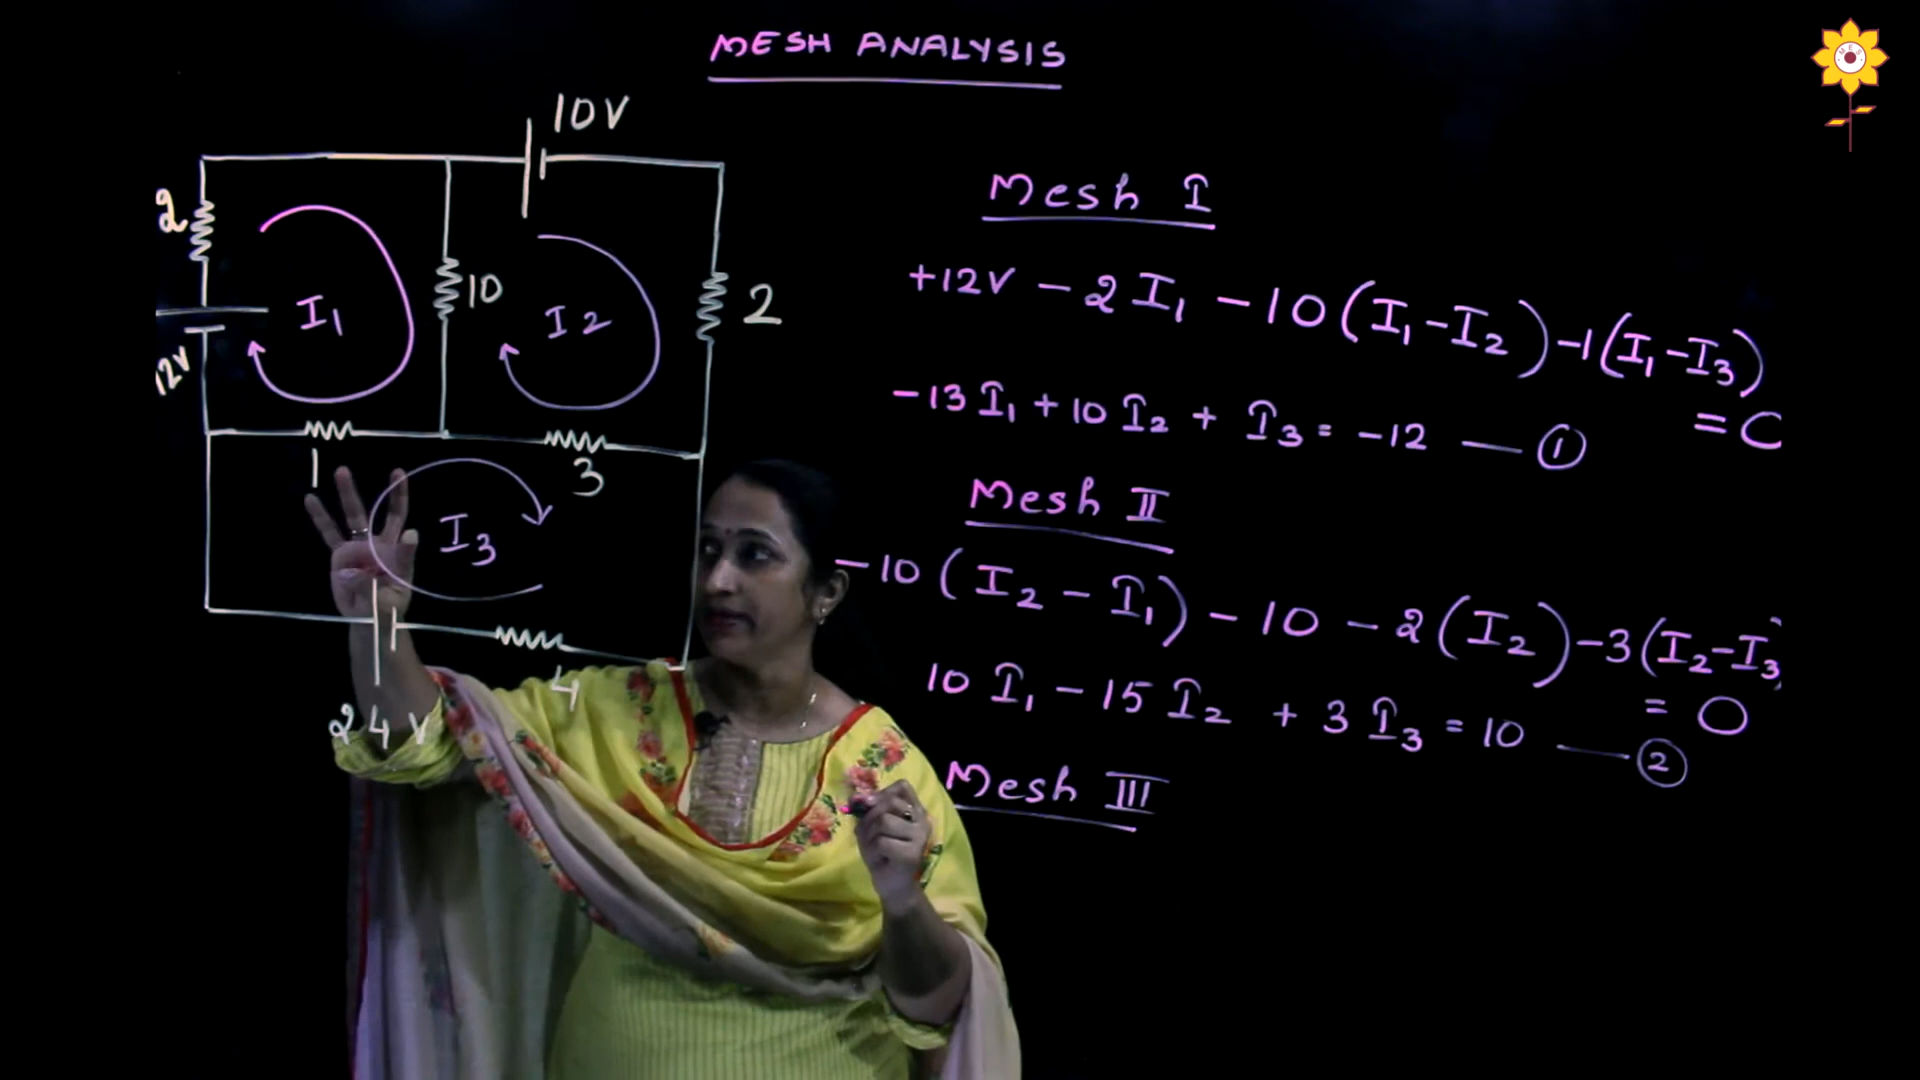 MESH ANALYSIS
10V
2
I1
10
I2
2
12V
1
3
I3
4
24V
Mesh I
+12V - 2I1 - 10(I1-I2) -1(I1-I3)
= 0
-13I1 + 10I2 + I3 = -12 — ①
Mesh II
-10(I2 - I1) - 10 - 2(I2) -3(I2-I3)
= 0
10I1 - 15I2 + 3I3 = 10 — ②
Mesh III
MES